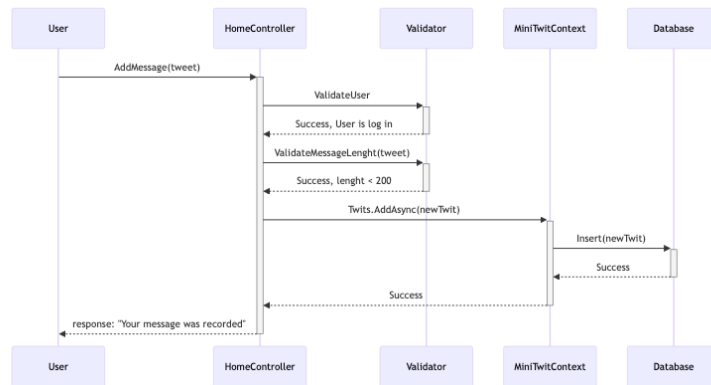 User
HomeController
Validator
MiniTwitContext
Database
AddMessage(tweet)
ValidateUser
Success, User is log in
ValidateMessageLenght(tweet)
Success, lenght < 200
Twits.AddAsync(newTwit)
Insert(newTwit)
Success
Success
response: "Your message was recorded"
User
HomeController
Validator
MiniTwitContext
Database